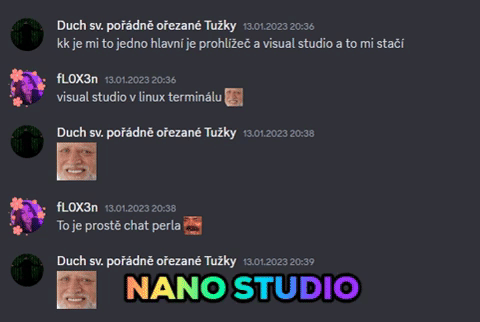 Duch sv. pořádně ořezané Tužky 13.01.2023 20:36
kk je mi to jedno hlavní je prohlížeč a visual studio a to mi stačí
fL0X3n 13.01.2023 20:36
visual studio v linux terminálu
Duch sv. pořádně ořezané Tužky 13.01.2023 20:38
fL0X3n 13.01.2023 20:38
To je prostě chat perla
Duch sv. pořádně ořezané Tužky 13.01.2023 20:39
NANO STUDIO